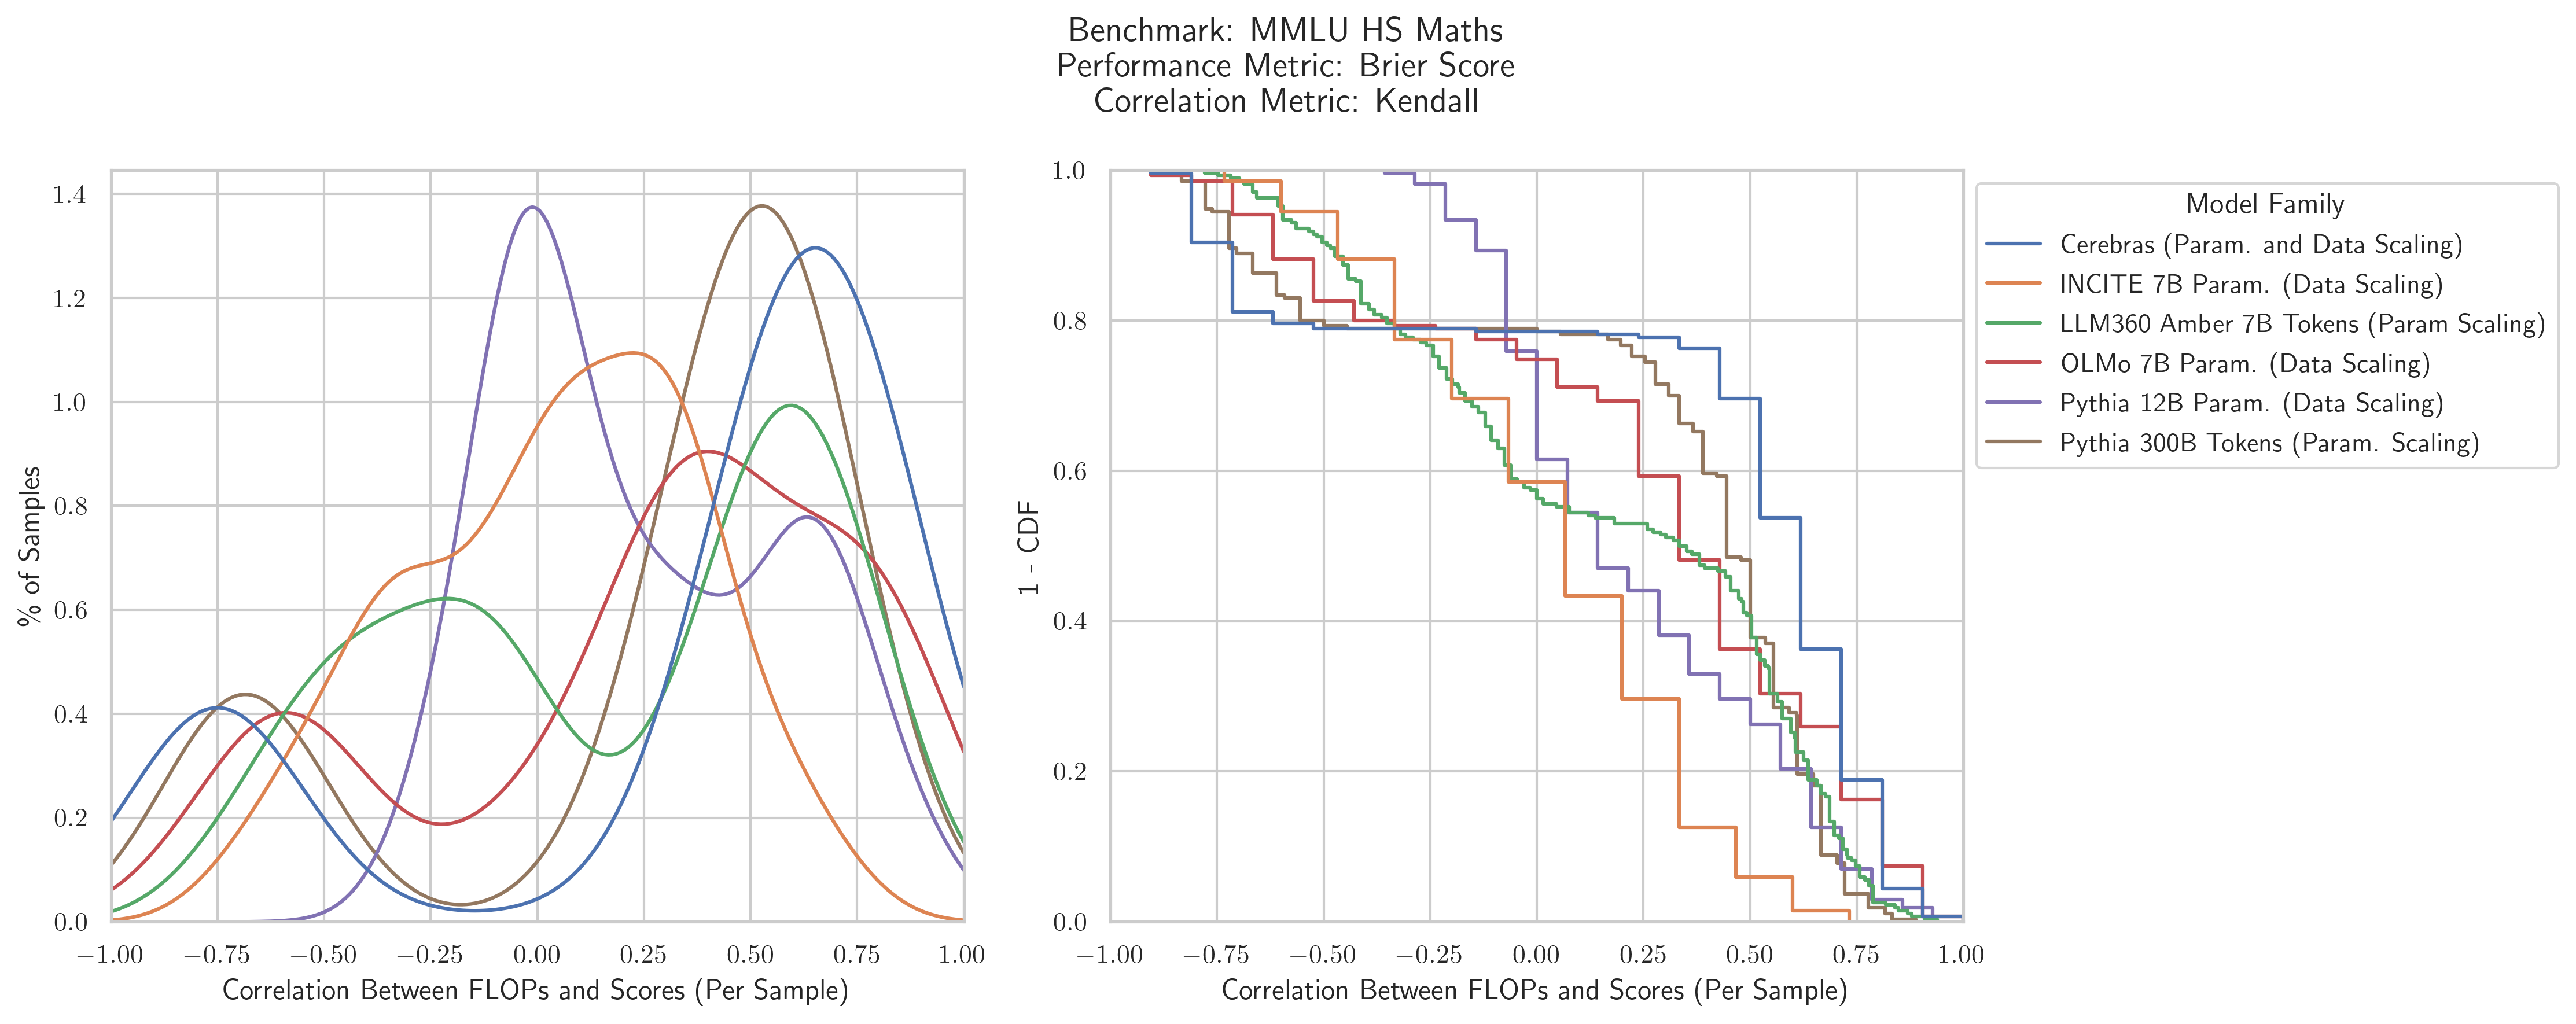 Benchmark: MMLU HS Maths
Performance Metric: Brier Score
Correlation Metric: Kendall
% of Samples
1.4
1.2
1.0
0.8
0.6
0.4
0.2
0.0
−1.00 −0.75 −0.50 −0.25 0.00 0.25 0.50 0.75 1.00
Correlation Between FLOPs and Scores (Per Sample)
1 - CDF
1.0
0.8
0.6
0.4
0.2
0.0
−1.00 −0.75 −0.50 −0.25 0.00 0.25 0.50 0.75 1.00
Correlation Between FLOPs and Scores (Per Sample)
Model Family
Cerebras (Param. and Data Scaling)
INCITE 7B Param. (Data Scaling)
LLM360 Amber 7B Tokens (Param Scaling)
OLMo 7B Param. (Data Scaling)
Pythia 12B Param. (Data Scaling)
Pythia 300B Tokens (Param. Scaling)